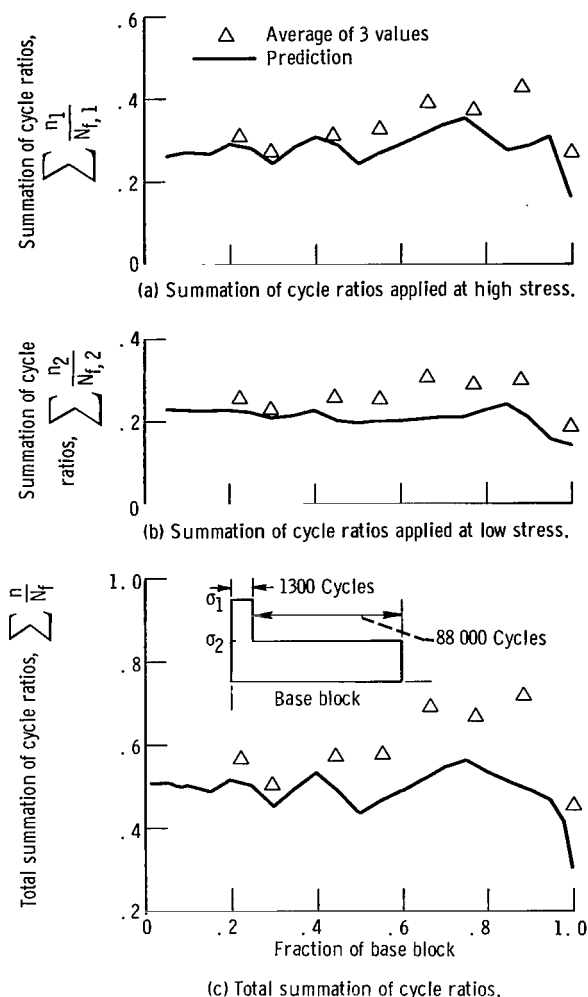 .6
.4
.2
0
Summation of cycle ratios,
∑ [n1/Nf,1]
Average of 3 values
Prediction
(a) Summation of cycle ratios applied at high stress.
.4
.2
0
Summation of cycle
ratios, ∑ n2/Nf,2
(b) Summation of cycle ratios applied at low stress.
1.0
.8
.6
.4
.2
Total summation of cycle ratios, ∑ n/Nf
1300 Cycles
σ1
σ2
88 000 Cycles
Base block
0 .2 .4 .6 .8 1.0
Fraction of base block
(c) Total summation of cycle ratios.